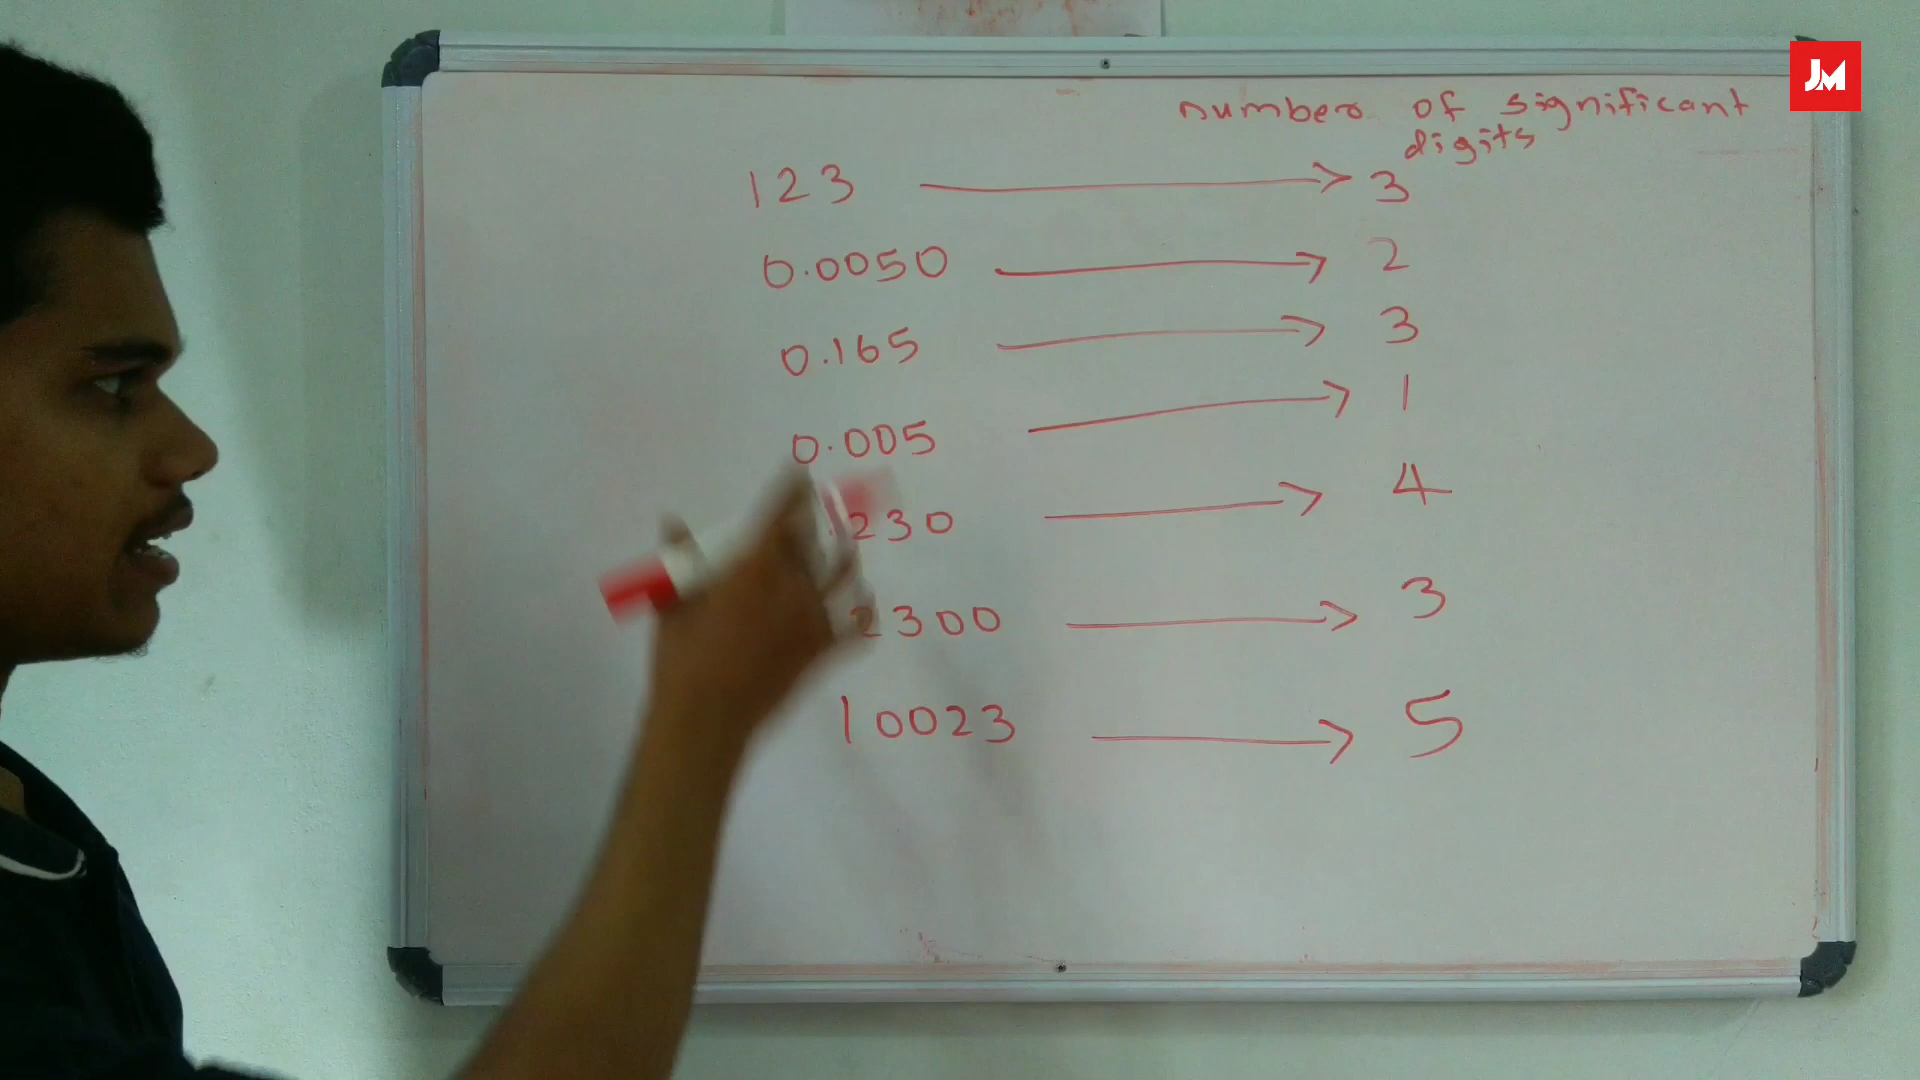 JM
number of significant
digits
123 → 3
0.0050 → 2
0.165 → 3
0.005 → 1
230 → 4
2300 → 3
10023 → 5